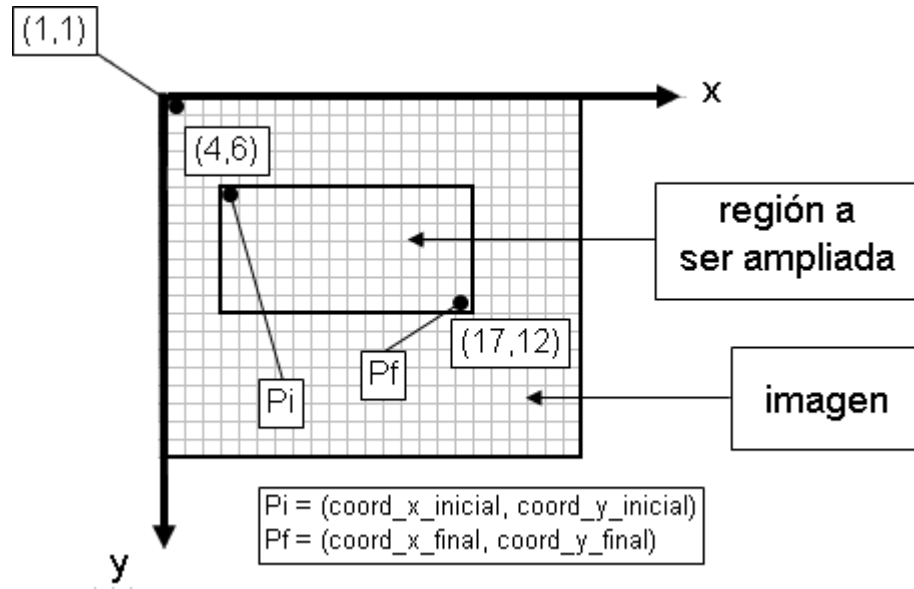 (1,1)
x
(4,6)
región a
ser ampliada
(17,12)
Pf
Pi
imagen
Pi = (coord_x_inicial, coord_y_inicial)
Pf = (coord_x_final, coord_y_final)
y